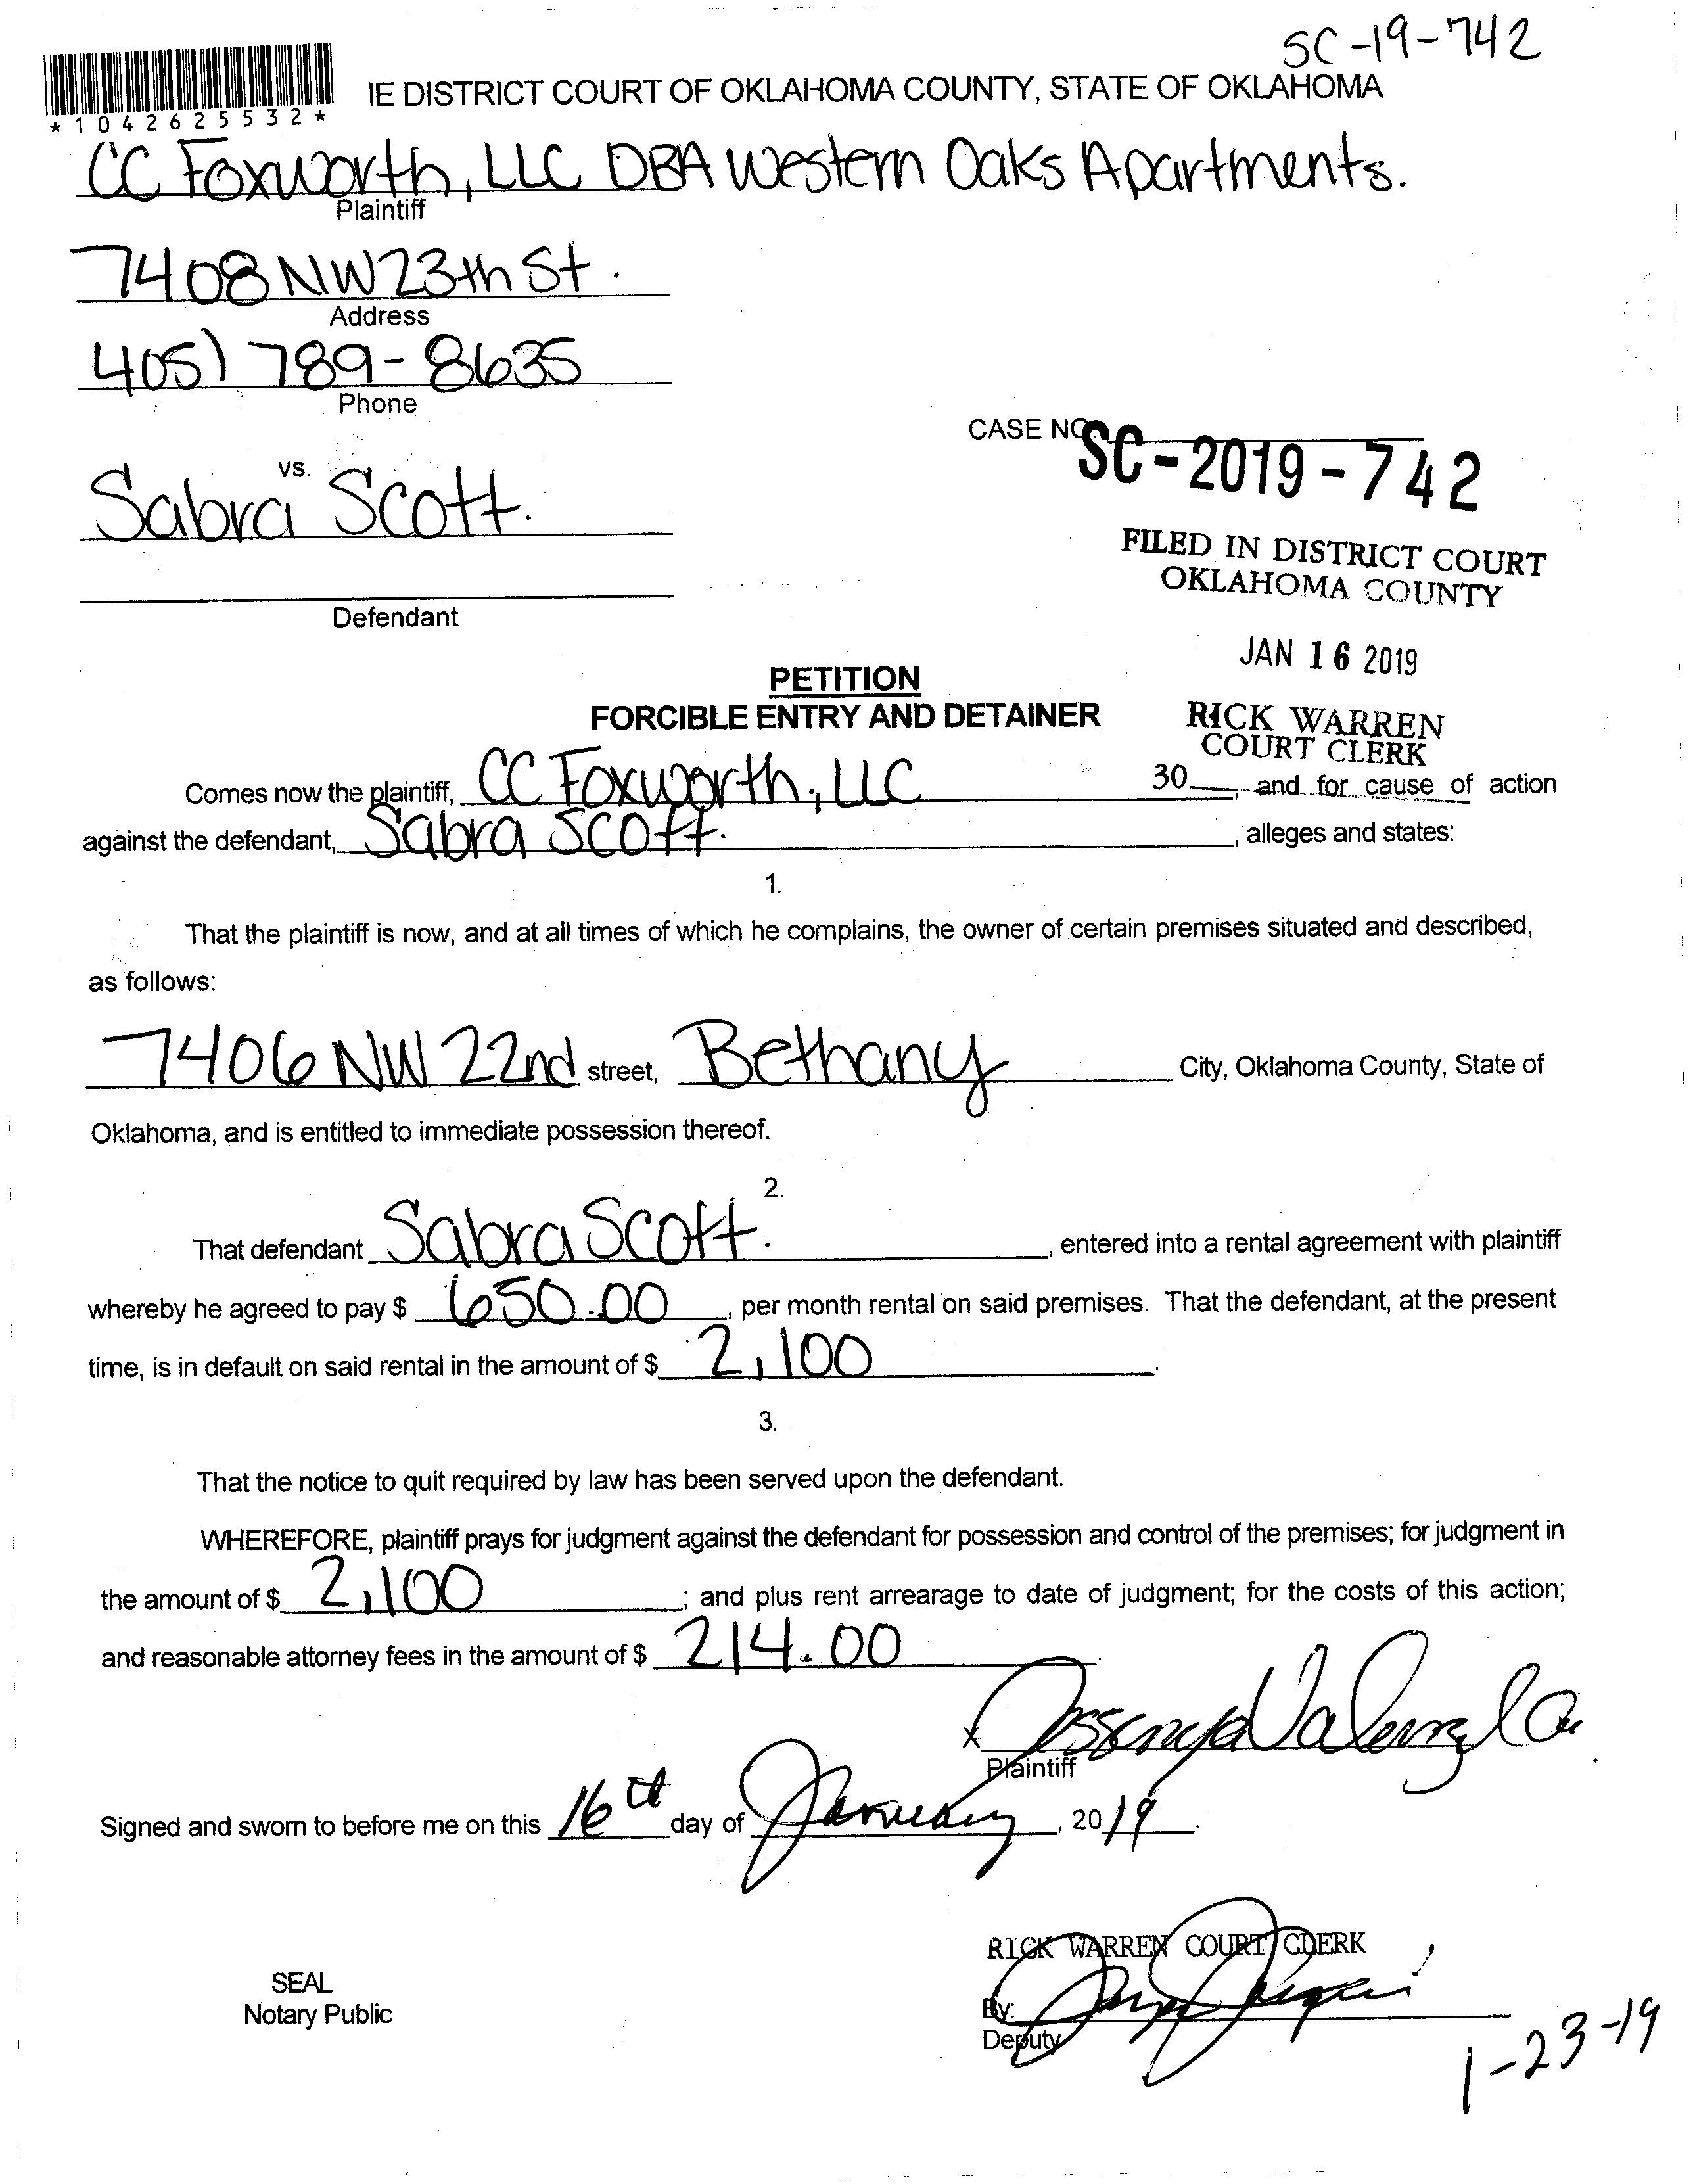 SC-19-742
*1042625532*
IE DISTRICT COURT OF OKLAHOMA COUNTY, STATE OF OKLAHOMA
CC Foxworth, LLC DBA Western Oaks Apartments.
Plaintiff
7408 NW 23th St.
Address
405) 789-8635
Phone
CASE NO.
SC-2019-742
vs.
Sabra Scott.
FILED IN DISTRICT COURT
OKLAHOMA COUNTY
Defendant
JAN 16 2019
PETITION
FORCIBLE ENTRY AND DETAINER
RICK WARREN
COURT CLERK
Comes now the plaintiff, CC Foxworth, LLC 30, and for cause of action
against the defendant, Sabra Scott. , alleges and states:
1.
That the plaintiff is now, and at all times of which he complains, the owner of certain premises situated and described,
as follows:
7406 NW 22nd street, Bethany City, Oklahoma County, State of
Oklahoma, and is entitled to immediate possession thereof.
2.
That defendant Sabra Scott. , entered into a rental agreement with plaintiff
whereby he agreed to pay $ 650.00 , per month rental on said premises. That the defendant, at the present
time, is in default on said rental in the amount of $ 2,100 .
3.
That the notice to quit required by law has been served upon the defendant.
WHEREFORE, plaintiff prays for judgment against the defendant for possession and control of the premises; for judgment in
the amount of $ 2,100 ; and plus rent arrearage to date of judgment; for the costs of this action;
and reasonable attorney fees in the amount of $ 214.00 .
x
Plaintiff
Signed and sworn to before me on this 16th day of January, 2019.
RICK WARREN COURT CLERK
SEAL
Notary Public
By:
Deputy
1-23-19